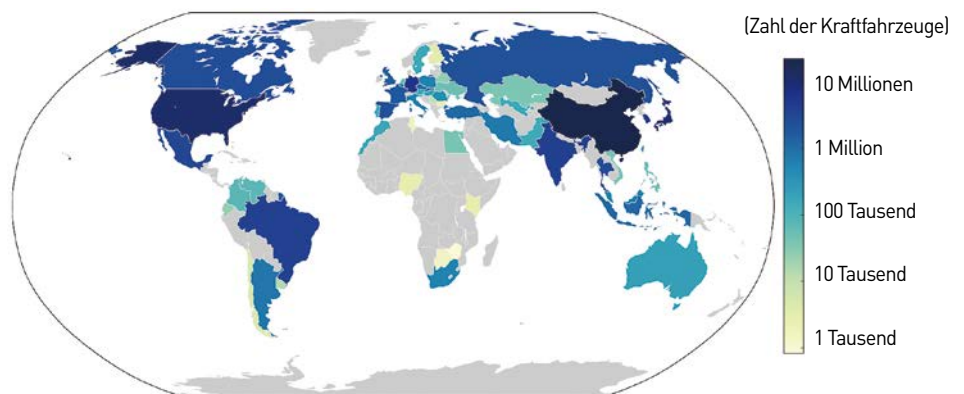 (Zahl der Kraftfahrzeuge)
10 Millionen
1 Million
100 Tausend
10 Tausend
1 Tausend